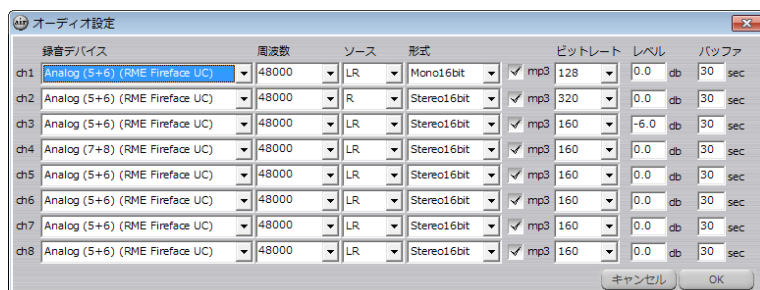 AIR オーディオ設定
録音デバイス 周波数 ソース 形式 ビットレート レベル バッファ
ch1 Analog (5+6) (RME Fireface UC) 48000 LR Mono16bit mp3 128 0.0 db 30 sec
ch2 Analog (5+6) (RME Fireface UC) 48000 R Stereo16bit mp3 320 0.0 db 30 sec
ch3 Analog (5+6) (RME Fireface UC) 48000 LR Stereo16bit mp3 160 -6.0 db 30 sec
ch4 Analog (7+8) (RME Fireface UC) 48000 LR Stereo16bit mp3 160 0.0 db 30 sec
ch5 Analog (5+6) (RME Fireface UC) 48000 LR Stereo16bit mp3 160 0.0 db 30 sec
ch6 Analog (5+6) (RME Fireface UC) 48000 LR Stereo16bit mp3 160 0.0 db 30 sec
ch7 Analog (5+6) (RME Fireface UC) 48000 LR Stereo16bit mp3 160 0.0 db 30 sec
ch8 Analog (5+6) (RME Fireface UC) 48000 LR Stereo16bit mp3 160 0.0 db 30 sec
キャンセル OK